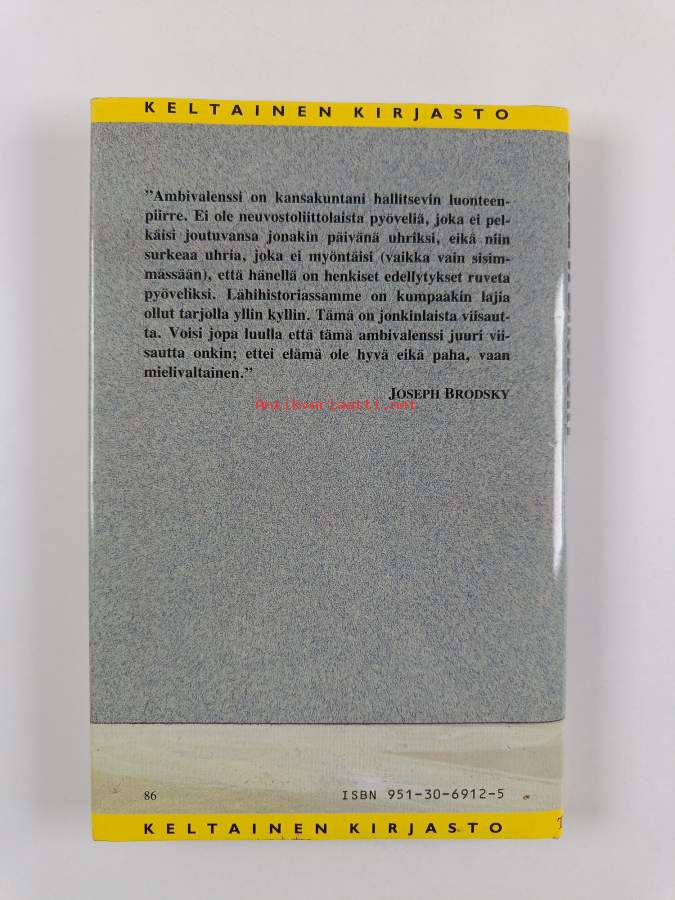 KELTAINEN KIRJASTO
”Ambivalenssi on kansakuntani hallitsevin luonteen-
piirre. Ei ole neuvostoliittolaista pyöveliä, joka ei pel-
käisi joutuvansa jonakin päivänä uhriksi, eikä niin
surkeaa uhria, joka ei myöntäisi (vaikka vain sisim-
mässään), että hänellä on henkiset edellytykset ruveta
pyöveliksi. Lähihistoriassamme on kumpaakin lajia
ollut tarjolla yllin kyllin. Tämä on jonkinlaista viisaut-
ta. Voisi jopa luulla että tämä ambivalenssi juuri vii-
sautta onkin; ettei elämä ole hyvä eikä paha, vaan
mielivaltainen.”
JOSEPH BRODSKY
Antikvariaatti.net
86
ISBN 951-30-6912-5
KELTAINEN KIRJASTO